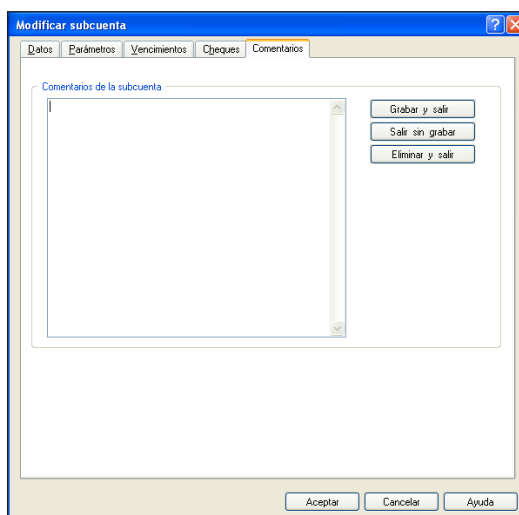 Modificar subcuenta
Datos Parámetros Vencimientos Cheques Comentarios
Comentarios de la subcuenta
Grabar y salir
Salir sin grabar
Eliminar y salir
Aceptar Cancelar Ayuda